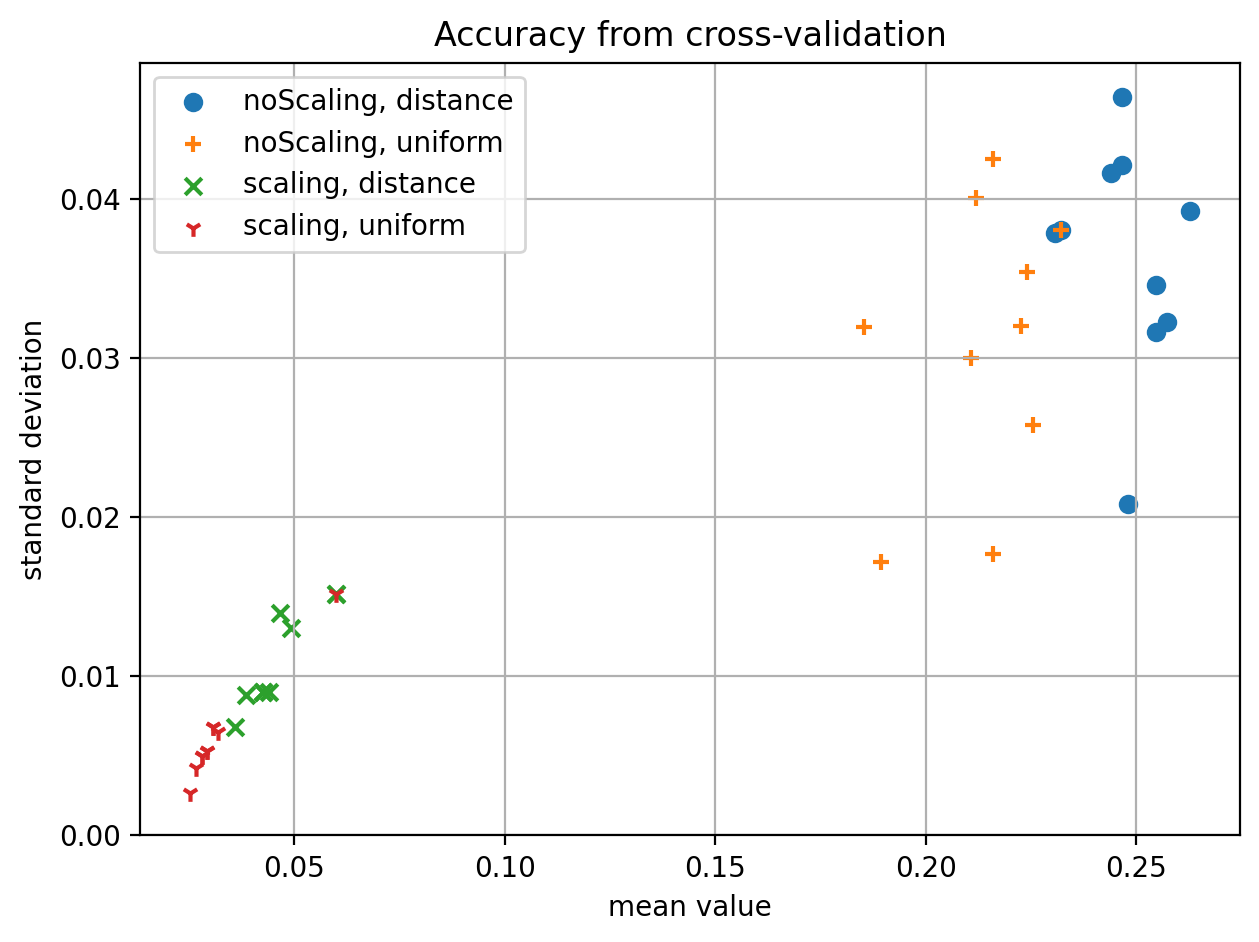 Accuracy from cross-validation
noScaling, distance
noScaling, uniform
scaling, distance
scaling, uniform
standard deviation
0.04
0.03
0.02
0.01
0.00
0.05
0.10
0.15
0.20
0.25
mean value